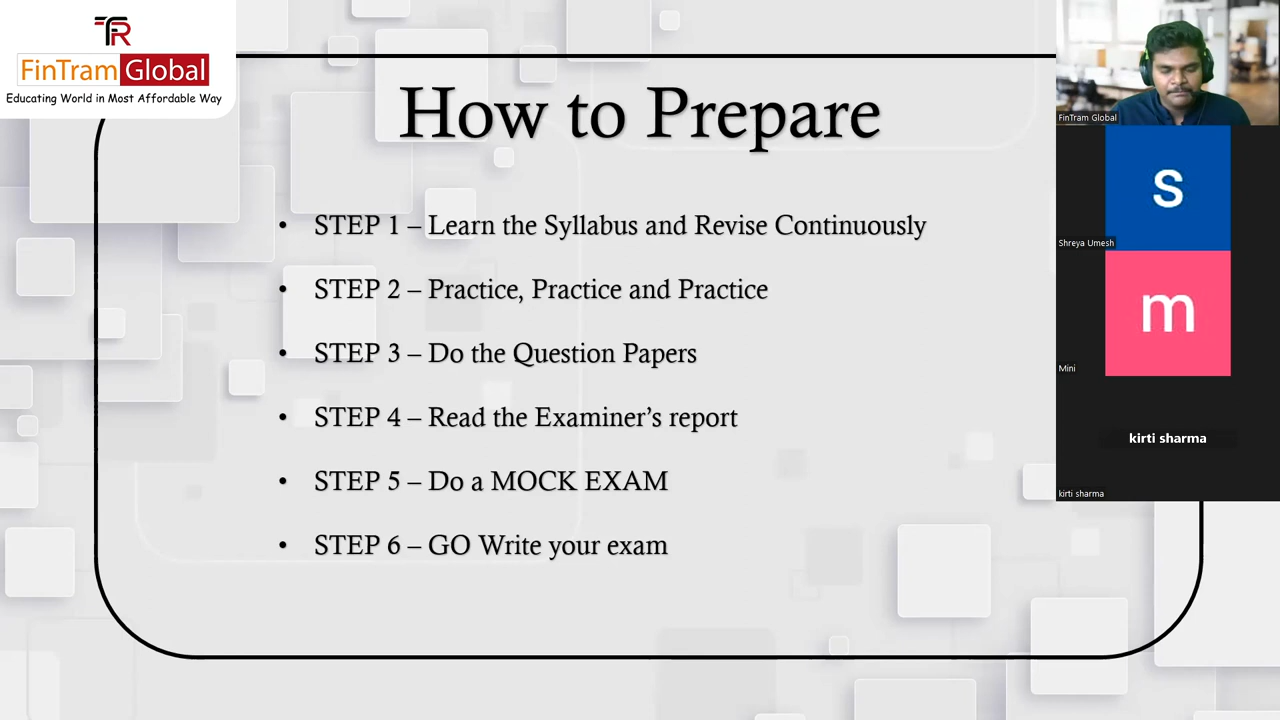 TR
FinTram Global
Educating World in Most Affordable Way
How to Prepare
• STEP 1 – Learn the Syllabus and Revise Continuously
• STEP 2 – Practice, Practice and Practice
• STEP 3 – Do the Question Papers
• STEP 4 – Read the Examiner’s report
• STEP 5 – Do a MOCK EXAM
• STEP 6 – GO Write your exam
FinTram Global
s
Shreya Umesh
m
Mini
kirti sharma
kirti sharma